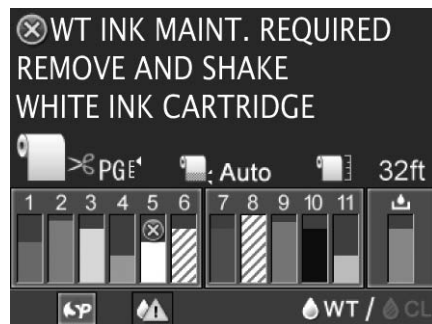 WT INK MAINT. REQUIRED
REMOVE AND SHAKE
WHITE INK CARTRIDGE
PGE : Auto 32ft
1 2 3 4 5 6 7 8 9 10 11
SP WT / CL